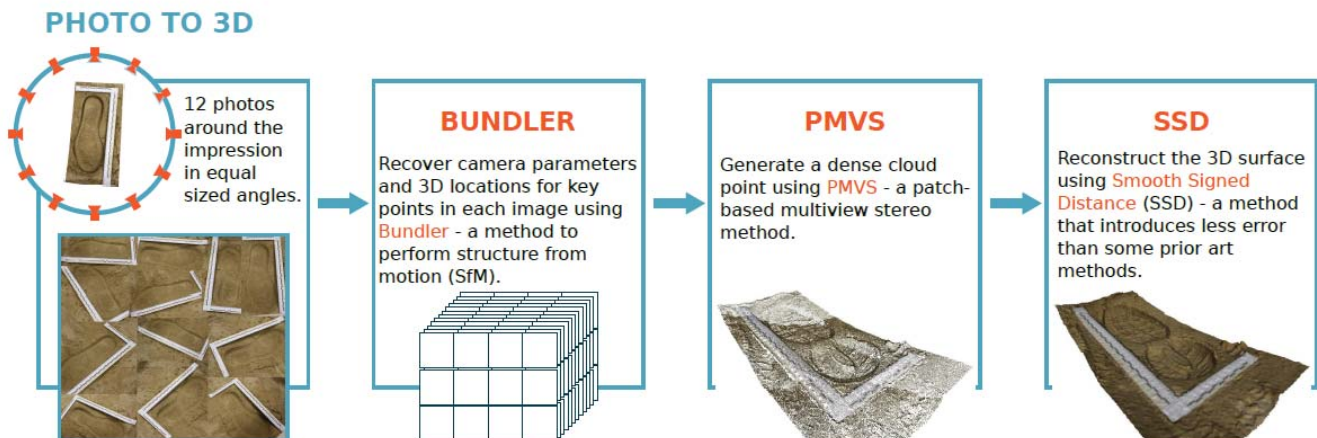 PHOTO TO 3D
12 photos
around the
impression
in equal
sized angles.
BUNDLER
Recover camera parameters
and 3D locations for key
points in each image using
Bundler - a method to
perform structure from
motion (SfM).
PMVS
Generate a dense cloud
point using PMVS - a patch-
based multiview stereo
method.
SSD
Reconstruct the 3D surface
using Smooth Signed
Distance (SSD) - a method
that introduces less error
than some prior art
methods.